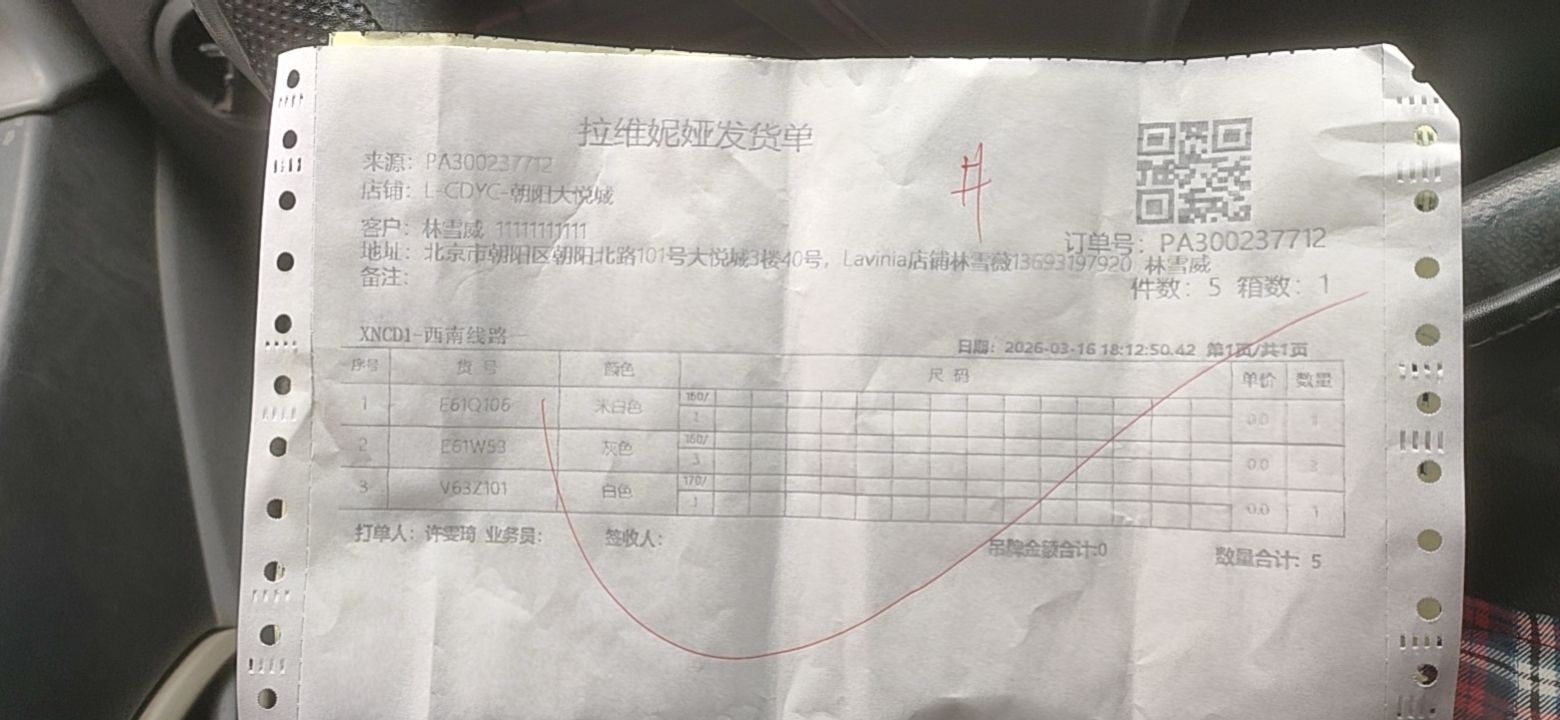 拉维妮娅发货单
#
来源：PA300237712
店铺：L-CDYC-朝阳大悦城
客户：林雪威 11111111111
订单号：PA300237712
地址：北京市朝阳区朝阳北路101号大悦城3楼40号，Lavinia店铺林雪薇13693197920 林雪威
备注：
件数：5 箱数：1
XNCD1-西南线路
日期：2026-03-16 18:12:50.42 第1页/共1页
序号 货号 颜色 尺码 单价 数量
1 E61Q106 米白色 160/ 1 0.0 1
2 E61W53 灰色 160/ 3 0.0 3
3 V63Z101 白色 170/ 1 0.0 1
打单人：许雯琦 业务员： 签收人： 吊牌金额合计:0 数量合计：5